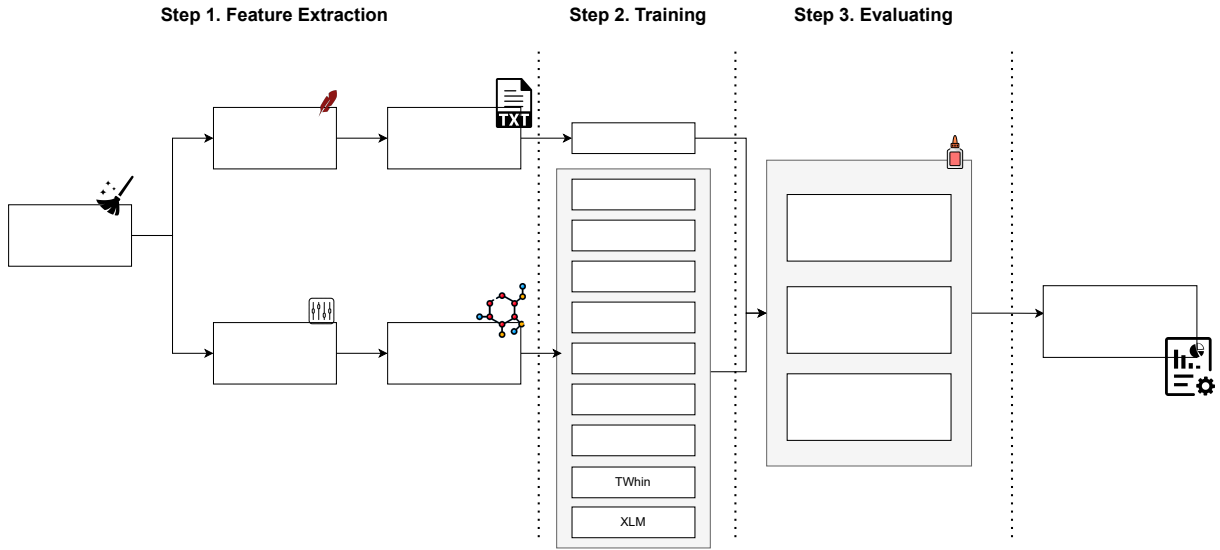 Step 1. Feature Extraction
Step 2. Training
Step 3. Evaluating
TXT
TWhin
XLM